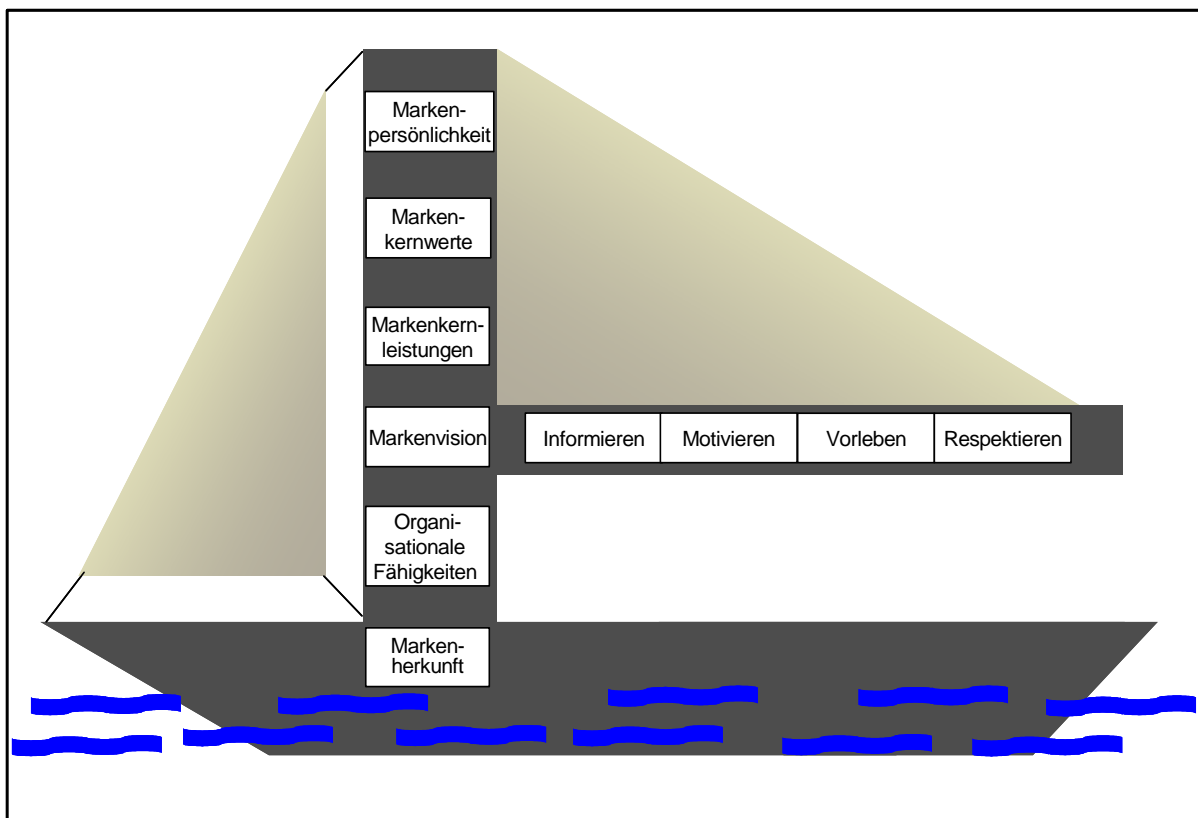 Marken-
persönlichkeit
Marken-
kernwerte
Markenkern-
leistungen
Markenvision
Informieren
Motivieren
Vorleben
Respektieren
Organi-
sationale
Fähigkeiten
Marken-
herkunft